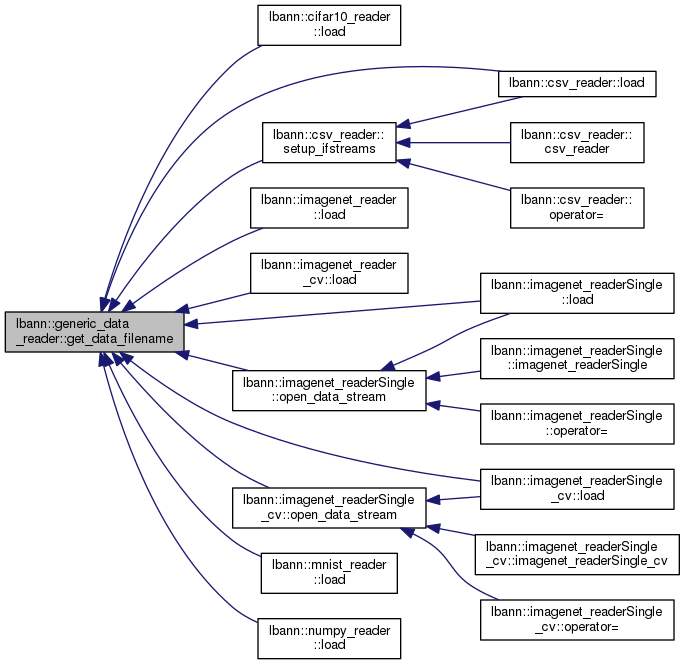 lbann::cifar10_reader
::load
lbann::csv_reader::load
lbann::csv_reader::
setup_ifstreams
lbann::csv_reader::
csv_reader
lbann::csv_reader::
operator=
lbann::imagenet_reader
::load
lbann::imagenet_reader
_cv::load
lbann::imagenet_readerSingle
::load
lbann::generic_data
_reader::get_data_filename
lbann::imagenet_readerSingle
::imagenet_readerSingle
lbann::imagenet_readerSingle
::open_data_stream
lbann::imagenet_readerSingle
::operator=
lbann::imagenet_readerSingle
_cv::load
lbann::imagenet_readerSingle
_cv::open_data_stream
lbann::imagenet_readerSingle
_cv::imagenet_readerSingle_cv
lbann::mnist_reader
::load
lbann::imagenet_readerSingle
_cv::operator=
lbann::numpy_reader
::load